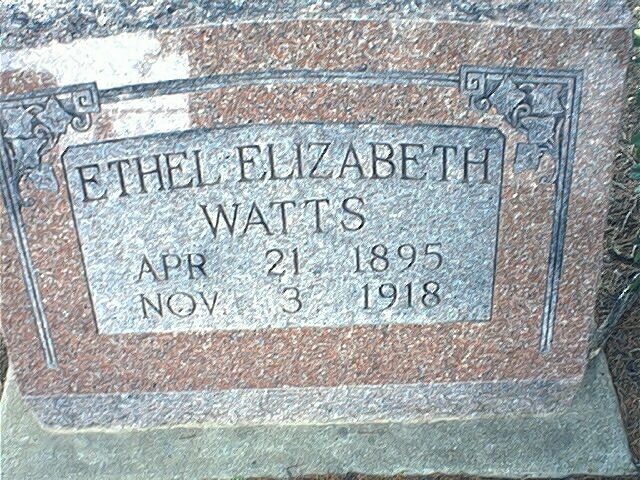 ETHEL ELIZABETH
WATTS
APR 21 1895
NOV. 3 1918